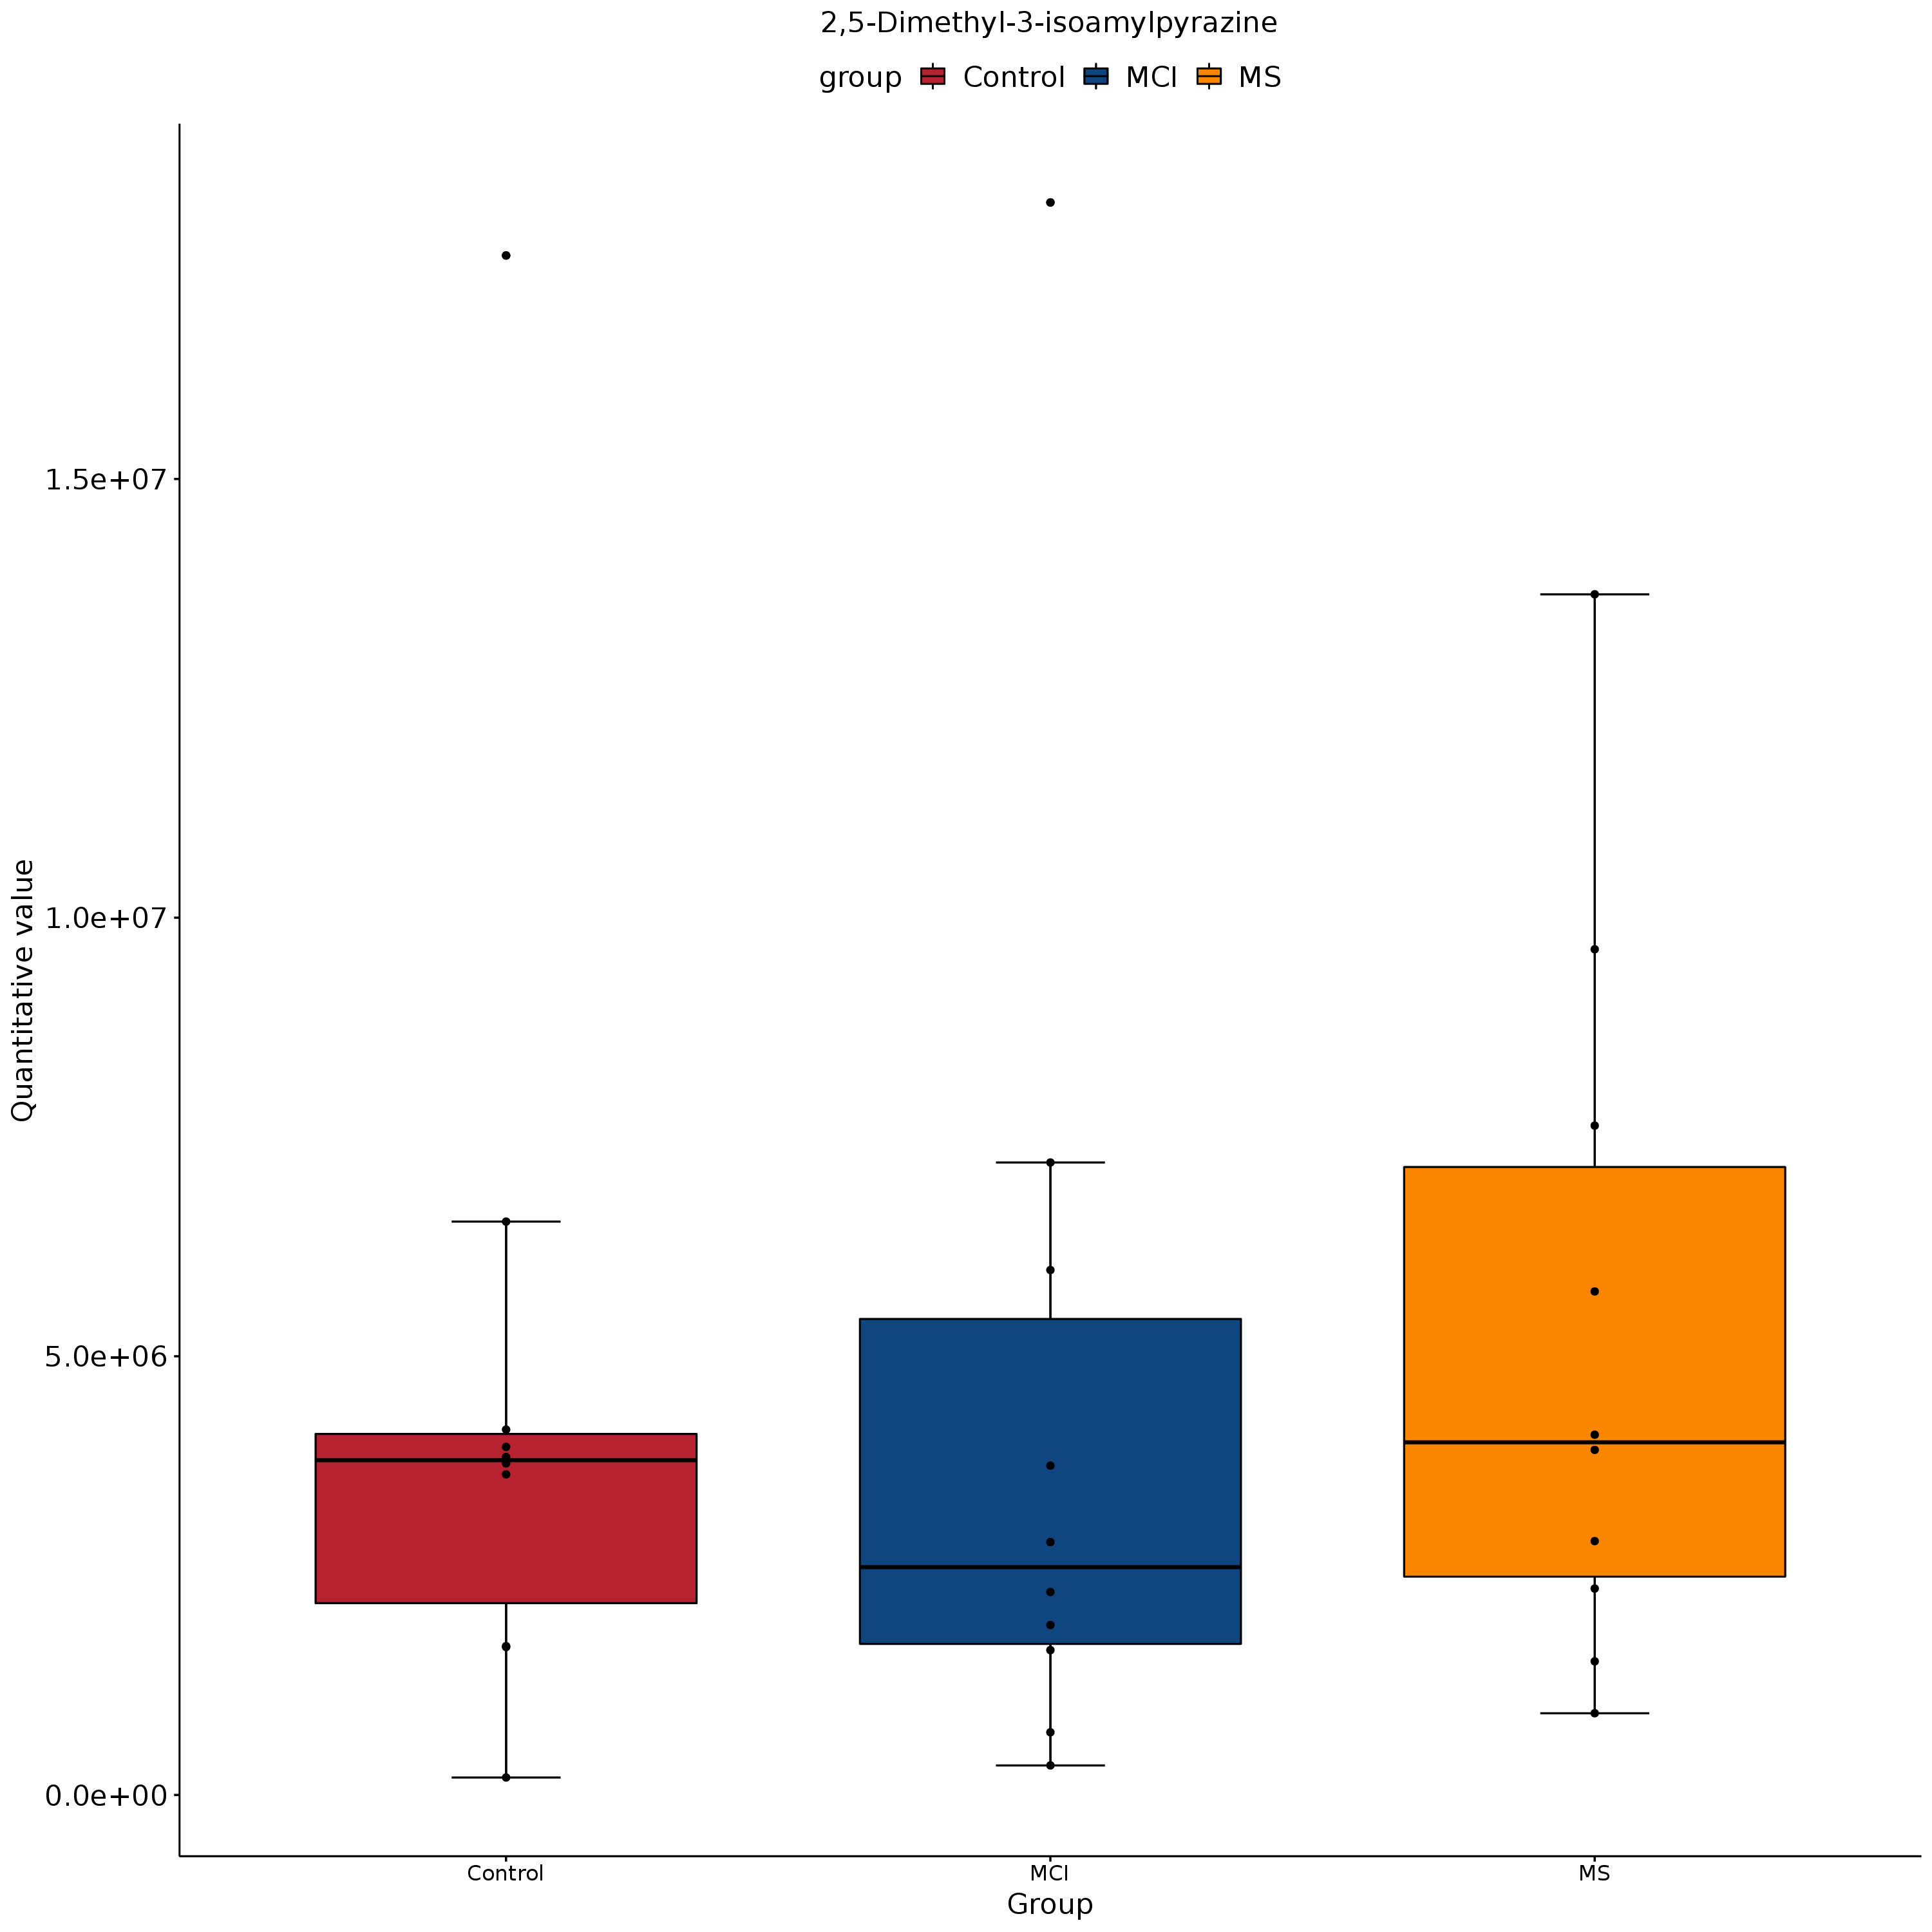 2,5-Dimethyl-3-isoamylpyrazine
group Control MCI MS
1.5e+07
1.0e+07
5.0e+06
0.0e+00
Quantitative value
Control MCI MS
Group